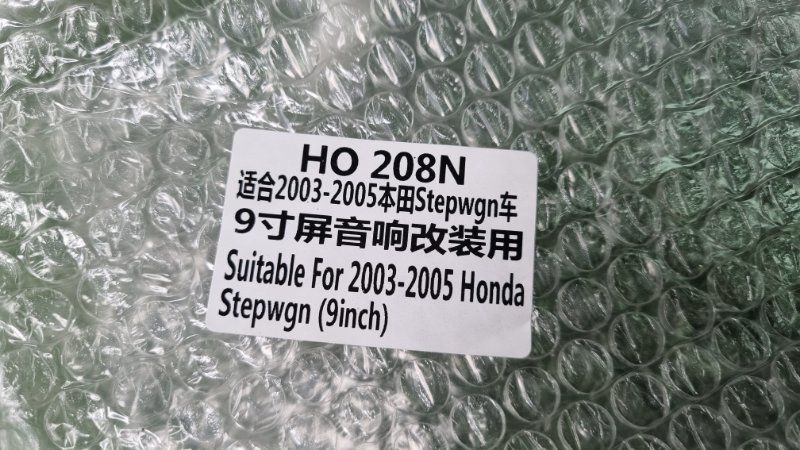 HO 208N
适合2003-2005本田Stepwgn车
9寸屏音响改装用
Suitable For 2003-2005 Honda
Stepwgn (9inch)